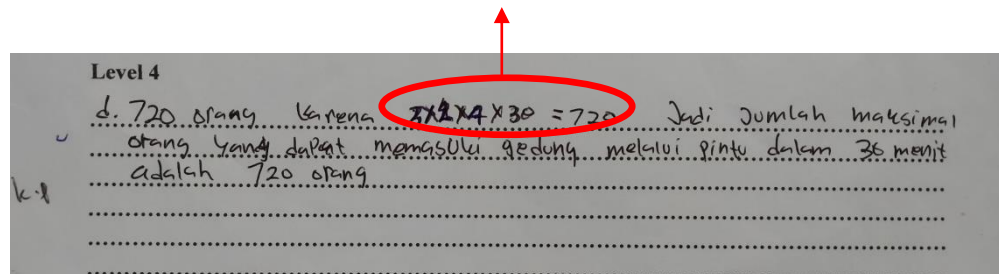 Level 4
d. 720 orang karena 3x2x4x30 = 720 Jadi Jumlah maksimal
orang yang dapat memasuki gedung melalui pintu dalam 30 menit
adalah 720 orang